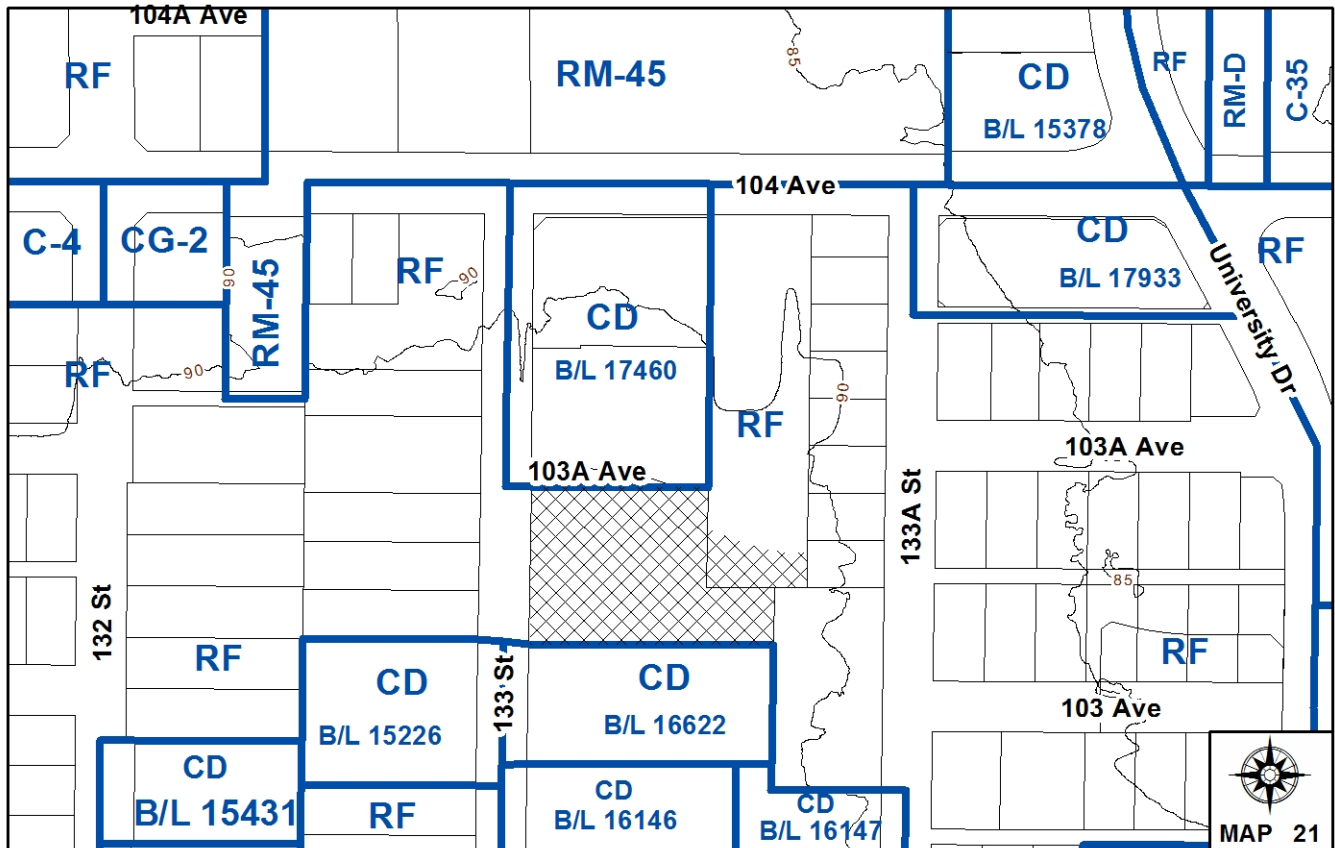 104A Ave
RF
RM-45
85
CD
B/L 15378
RF
RM-D
C-35
104 Ave
C-4
CG-2
90
RM-45
RF
90
CD
B/L 17460
CD
B/L 17933
RF
University Dr
RF
90
90
RF
103A Ave
103A Ave
133A St
85
132 St
RF
CD
B/L 15226
133 St
CD
B/L 16622
RF
103 Ave
CD
B/L 15431
RF
CD
B/L 16146
CD
B/L 16147
MAP 21